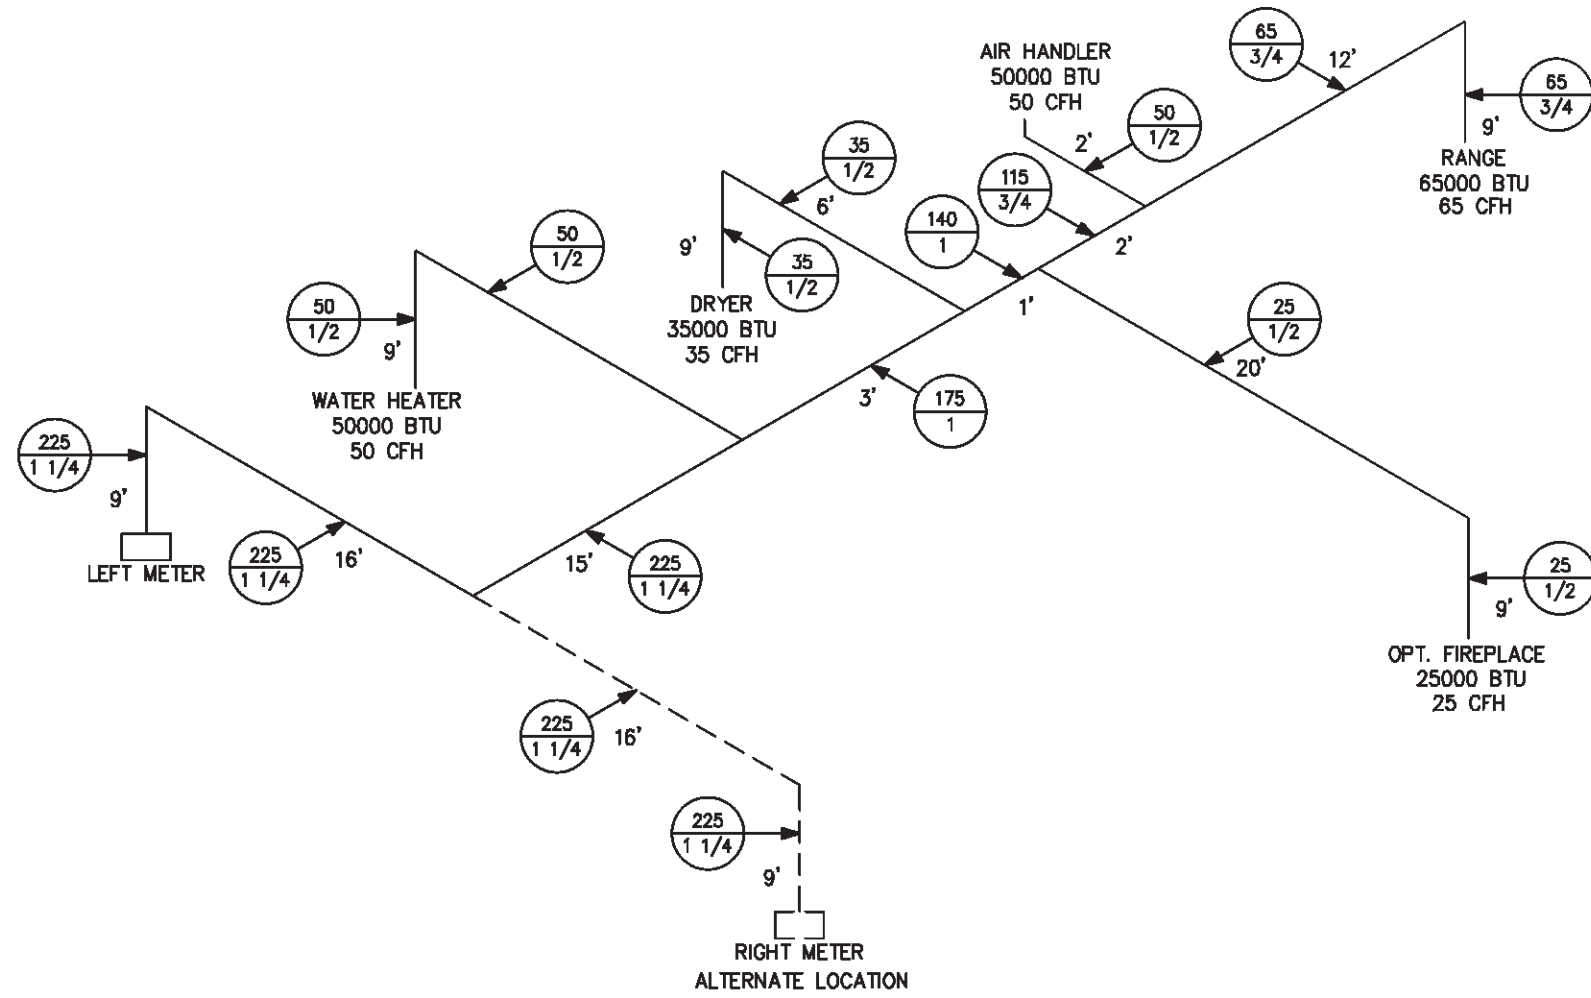 65
3/4
12'
65
3/4
9'
RANGE
65000 BTU
65 CFH
AIR HANDLER
50000 BTU
50 CFH
2'
50
1/2
115
3/4
2'
140
1
1'
35
1/2
6'
9'
35
1/2
DRYER
35000 BTU
35 CFH
50
1/2
50
1/2
9'
WATER HEATER
50000 BTU
50 CFH
3'
175
1
25
1/2
20'
25
1/2
9'
OPT. FIREPLACE
25000 BTU
25 CFH
225
1 1/4
9'
LEFT METER
225
1 1/4
16'
15'
225
1 1/4
225
1 1/4
16'
225
1 1/4
9'
RIGHT METER
ALTERNATE LOCATION